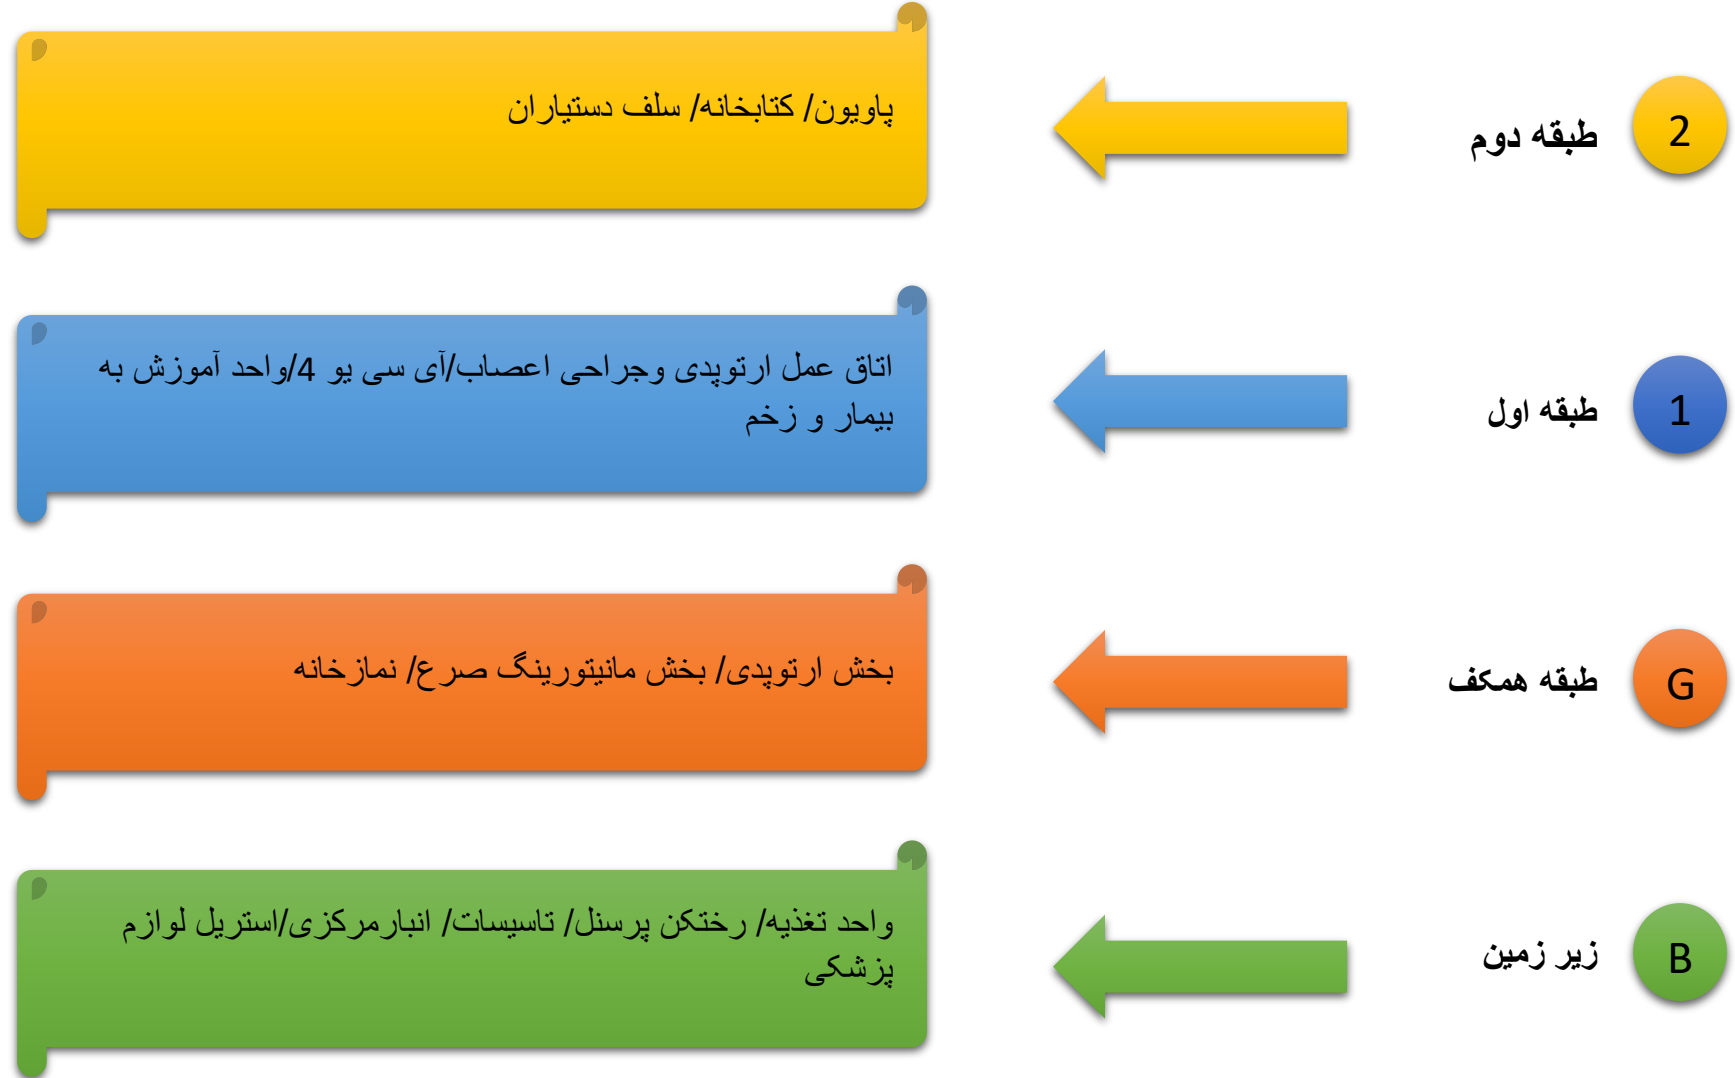 2
طبقه دوم
پاویون/ کتابخانه/ سلف دستیاران
1
طبقه اول
اتاق عمل ارتوپدی وجراحی اعصاب/آی سی یو 4/واحد آموزش به
بیمار و زخم
G
طبقه همکف
بخش ارتوپدی/ بخش مانیتورینگ صرع/ نمازخانه
B
زیر زمین
واحد تغذیه/ رختکن پرسنل/ تاسیسات/ انبارمرکزی/استریل لوازم
پزشکی